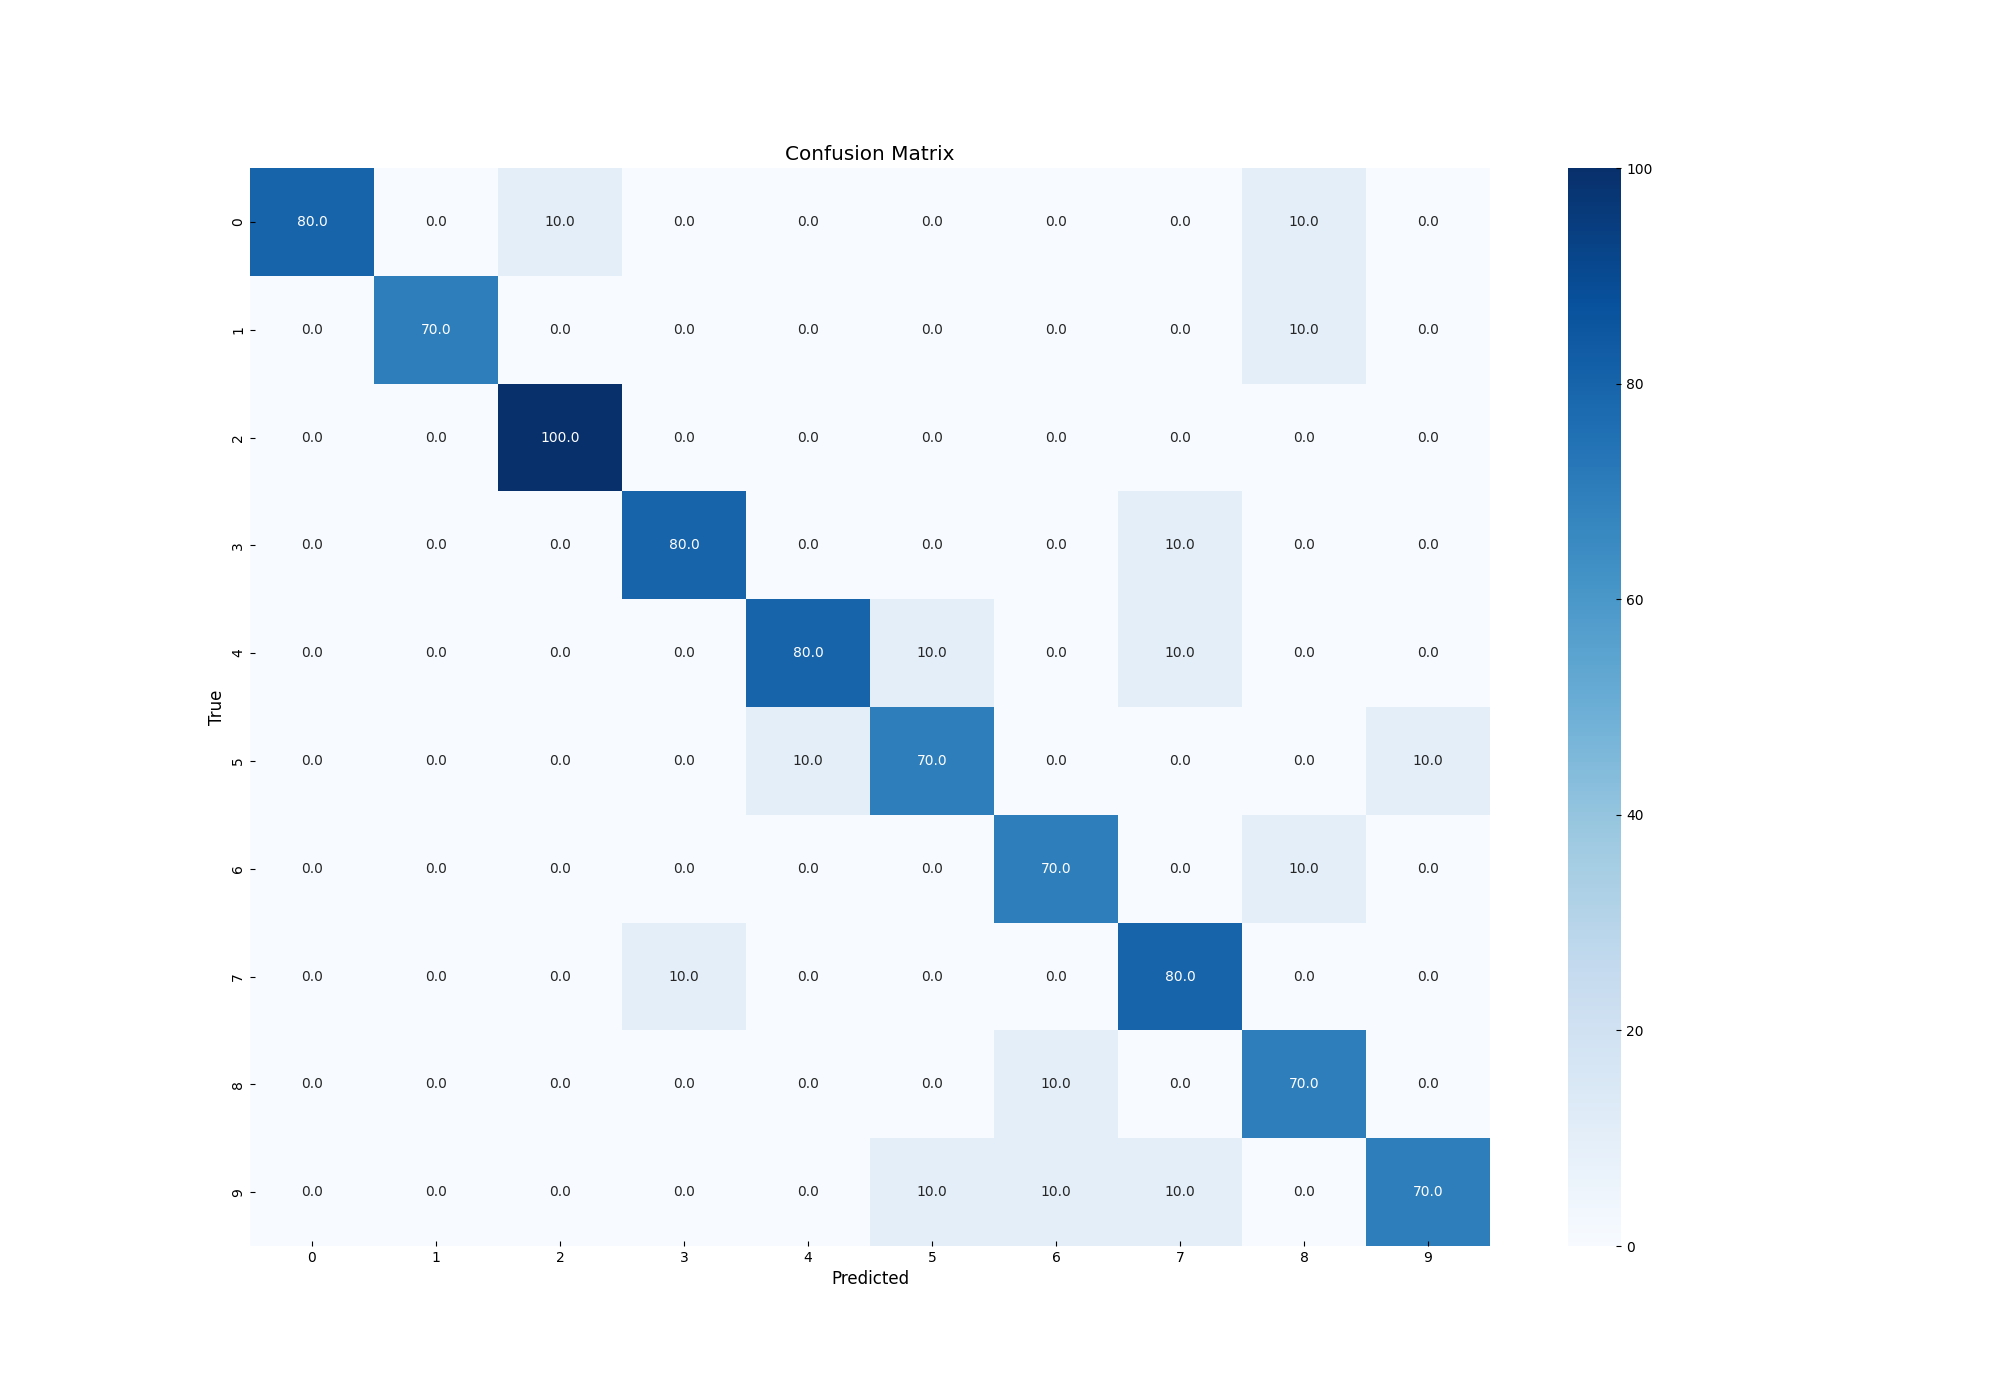 Confusion Matrix
0 80.0 0.0 10.0 0.0 0.0 0.0 0.0 0.0 10.0 0.0
1 0.0 70.0 0.0 0.0 0.0 0.0 0.0 0.0 10.0 0.0
2 0.0 0.0 100.0 0.0 0.0 0.0 0.0 0.0 0.0 0.0
3 0.0 0.0 0.0 80.0 0.0 0.0 0.0 10.0 0.0 0.0
4 0.0 0.0 0.0 0.0 80.0 10.0 0.0 10.0 0.0 0.0
True
5 0.0 0.0 0.0 0.0 10.0 70.0 0.0 0.0 0.0 10.0
6 0.0 0.0 0.0 0.0 0.0 0.0 70.0 0.0 10.0 0.0
7 0.0 0.0 0.0 10.0 0.0 0.0 0.0 80.0 0.0 0.0
8 0.0 0.0 0.0 0.0 0.0 0.0 10.0 0.0 70.0 0.0
9 0.0 0.0 0.0 0.0 0.0 10.0 10.0 10.0 0.0 70.0
0 1 2 3 4 5 6 7 8 9
Predicted
100
80
60
40
20
0